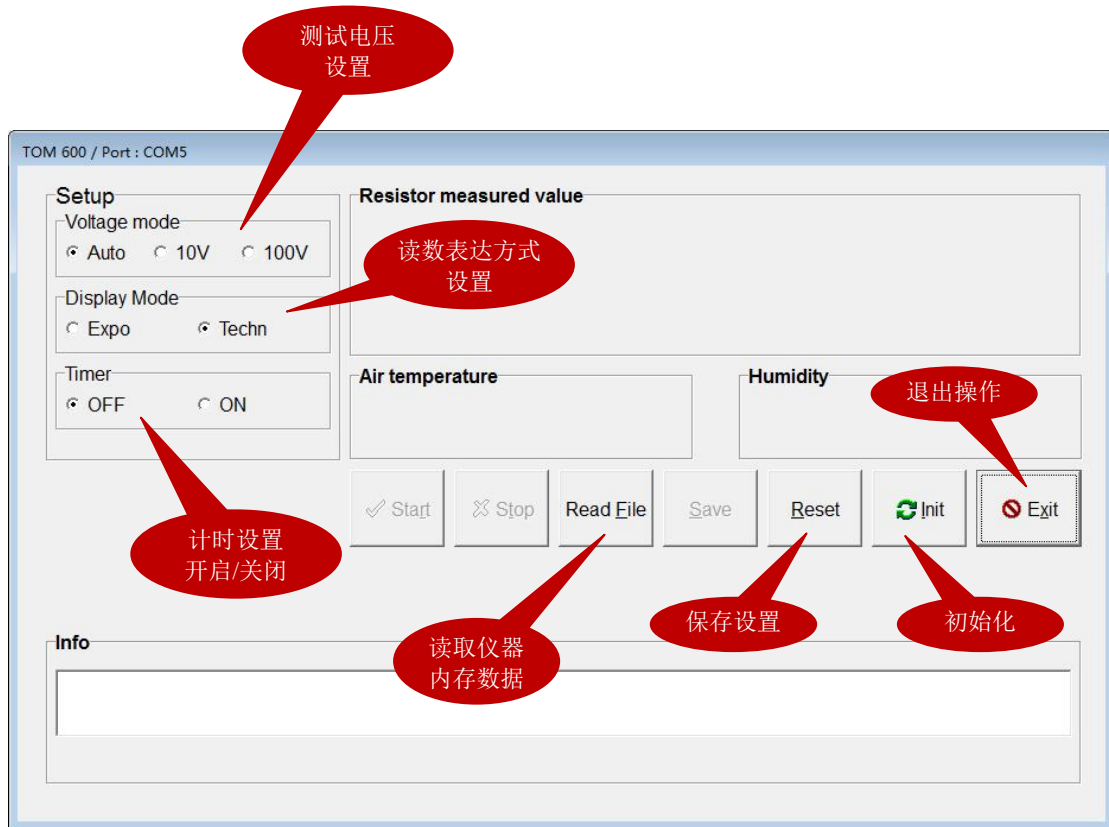 测试电压
设置
TOM 600 / Port : COM5
Setup
Voltage mode
Auto 10V 100V
Display Mode
Expo Techn
Timer
OFF ON
Resistor measured value
读数表达方式
设置
Air temperature
Humidity
退出操作
Start Stop Read File Save Reset Init Exit
计时设置
开启/关闭
读取仪器
内存数据
保存设置
初始化
Info